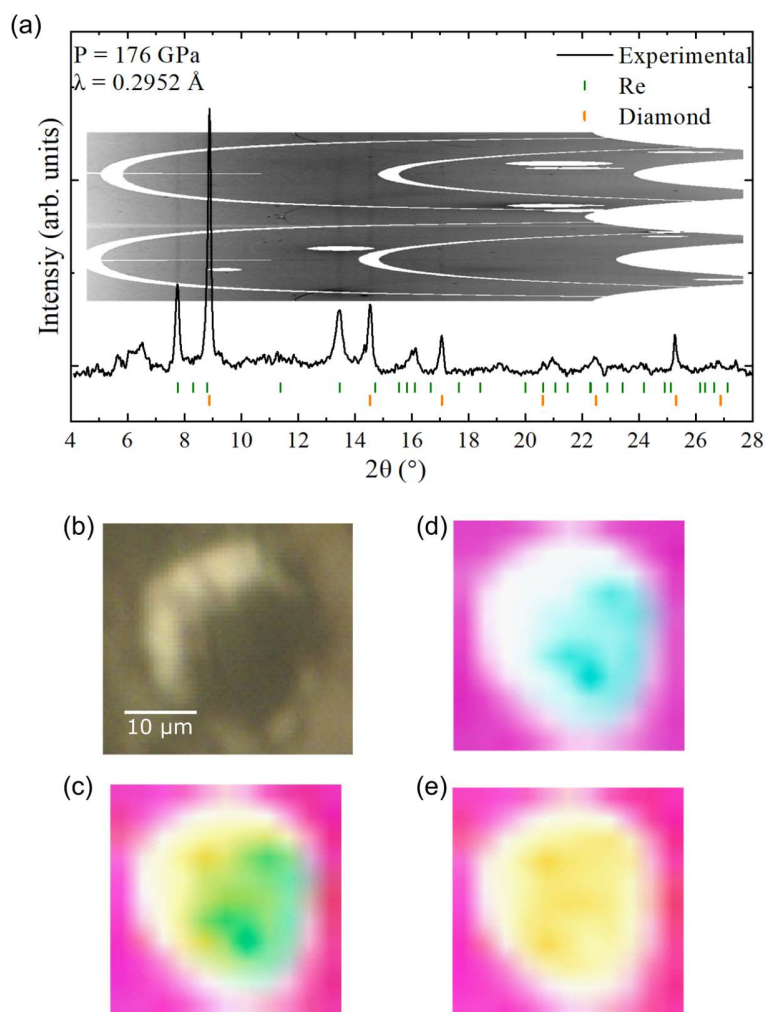 (a)
P = 176 GPa
λ = 0.2952 Å
Experimental
Re
Diamond
Intensiy (arb. units)
4 6 8 10 12 14 16 18 20 22 24 26 28
2θ (°)
(b)
10 µm
(d)
(c)
(e)